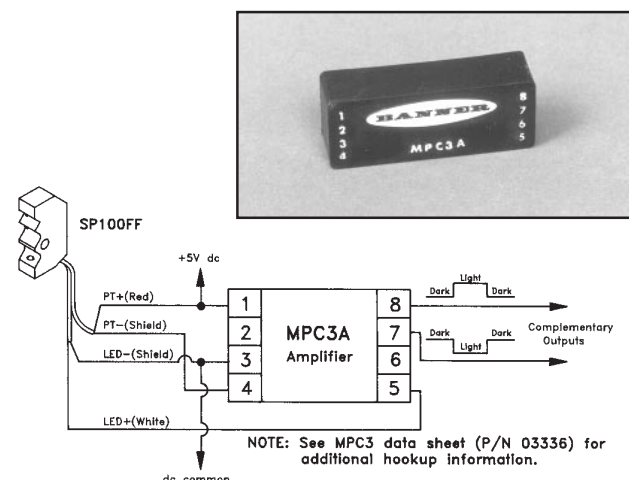 1
2
3
4
BANNER
MPC3A
8
7
6
5
SP100FF
+5V dc
PT+(Red)
PT-(Shield)
LED-(Shield)
LED+(White)
1
2
3
4
MPC3A
Amplifier
8
7
6
5
Light
Dark
Dark
Dark
Dark
Light
Complementary
Outputs
NOTE: See MPC3 data sheet (P/N 03336) for
additional hookup information.
dc common